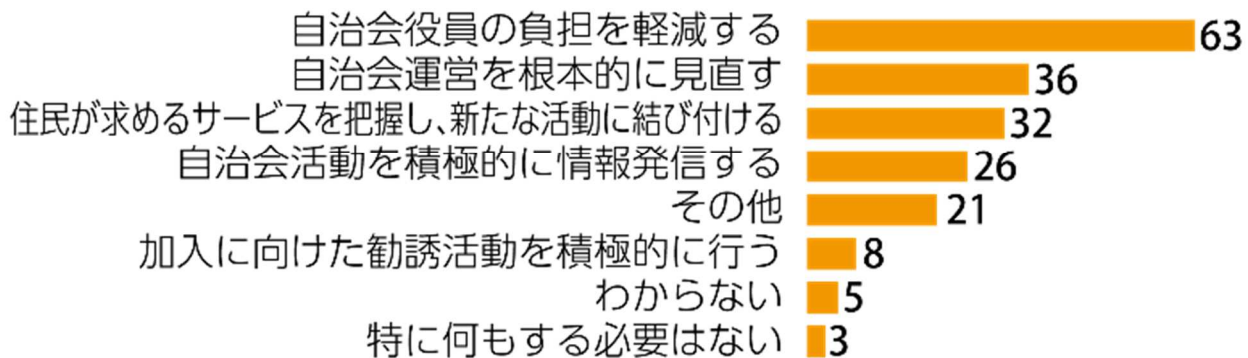 自治会役員の負担を軽減する 63
自治会運営を根本的に見直す 36
住民が求めるサービスを把握し、新たな活動に結び付ける 32
自治会活動を積極的に情報発信する 26
その他 21
加入に向けた勧誘活動を積極的に行う 8
わからない 5
特に何もする必要はない 3